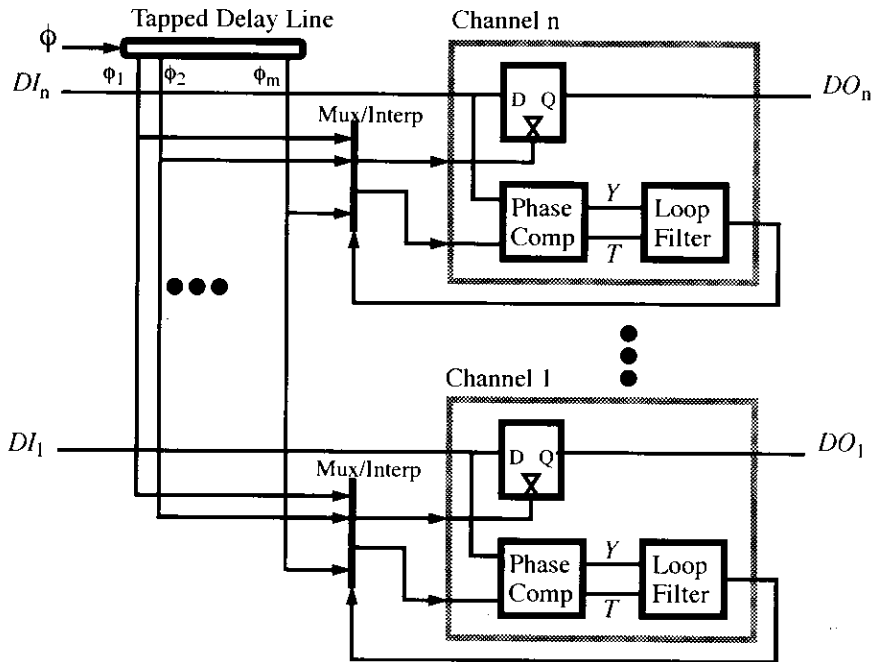 Tapped Delay Line
Channel n
ϕ
ϕ1 ϕ2 ϕm
DIn
D Q
DOn
Mux/Interp
Phase Comp
Y
T
Loop Filter
Channel 1
DI1
D Q
DO1
Mux/Interp
Phase Comp
Y
T
Loop Filter